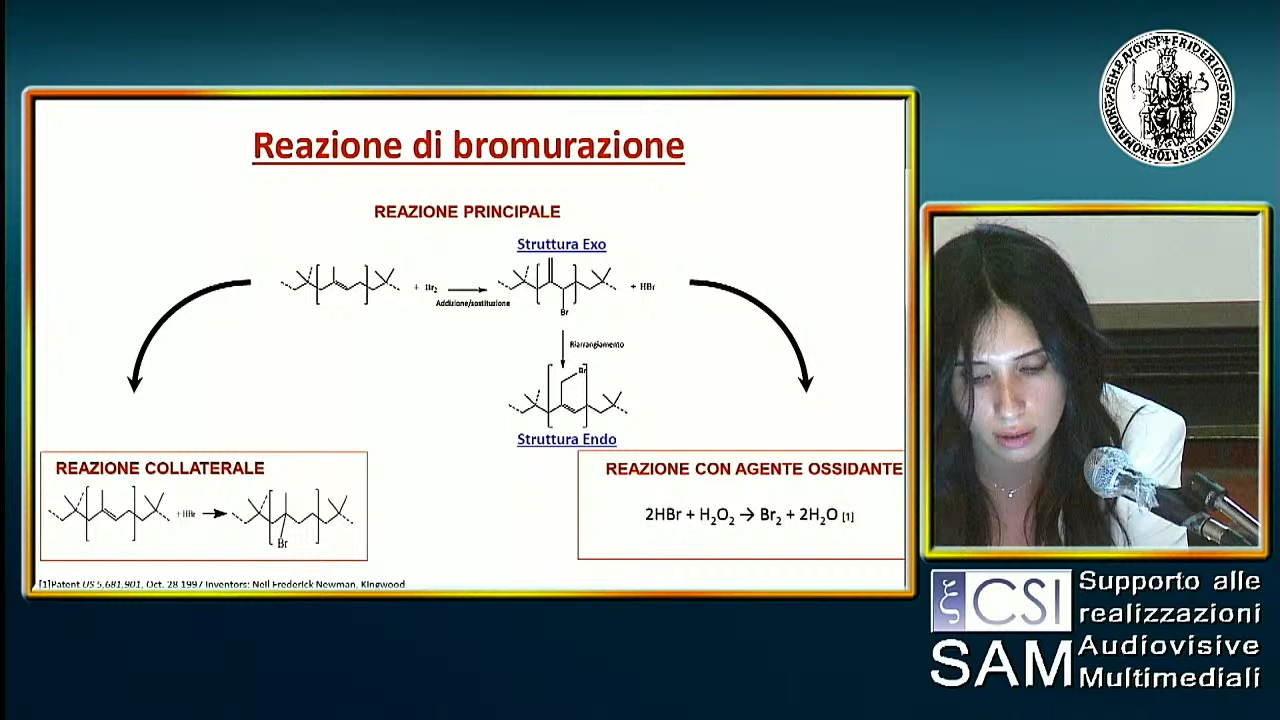 Reazione di bromurazione
REAZIONE PRINCIPALE
Struttura Exo
+ Br2
Addizione/sostituzione
+ HBr
Br
Riarrangiamento
Br
Struttura Endo
REAZIONE COLLATERALE
+ HBr
Br
REAZIONE CON AGENTE OSSIDANTE
2HBr + H₂O₂ → Br₂ + 2H₂O [1]
[1]Patent US 5,681,901, Oct. 28 1997 Inventors: Neil Frederick Newman, Kingwood
CSI
SAM
Supporto alle
realizzazioni
Audiovisive
Multimediali